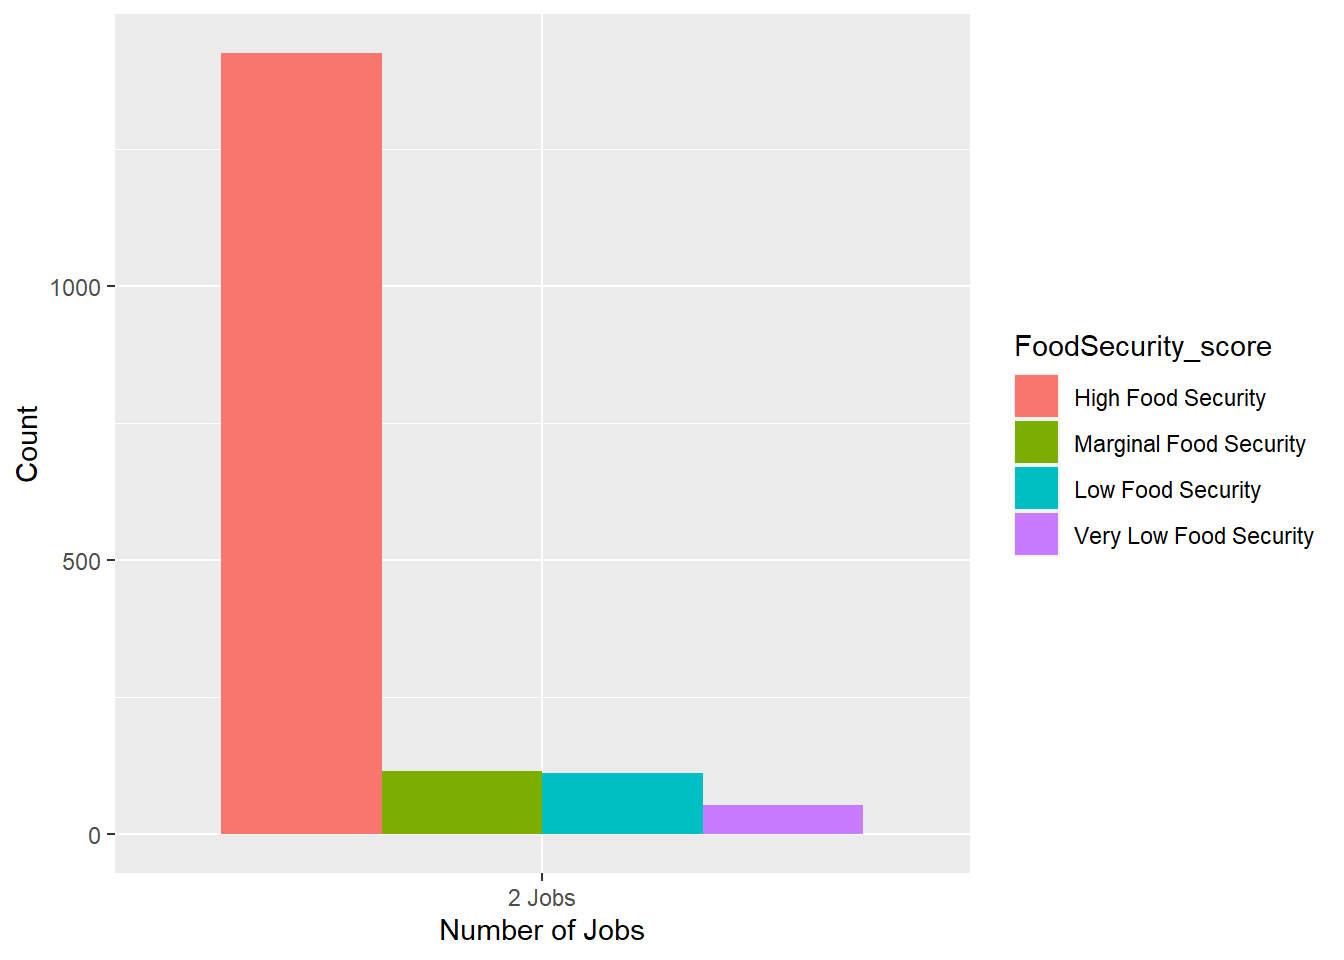 Count
1000
500
0
2 Jobs
Number of Jobs
FoodSecurity_score
High Food Security
Marginal Food Security
Low Food Security
Very Low Food Security